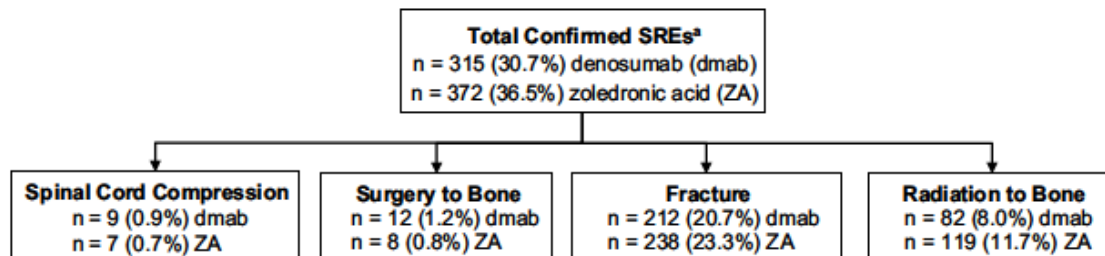 Total Confirmed SREsᵃ
n = 315 (30.7%) denosumab (dmab)
n = 372 (36.5%) zoledronic acid (ZA)
Spinal Cord Compression
n = 9 (0.9%) dmab
n = 7 (0.7%) ZA
Surgery to Bone
n = 12 (1.2%) dmab
n = 8 (0.8%) ZA
Fracture
n = 212 (20.7%) dmab
n = 238 (23.3%) ZA
Radiation to Bone
n = 82 (8.0%) dmab
n = 119 (11.7%) ZA